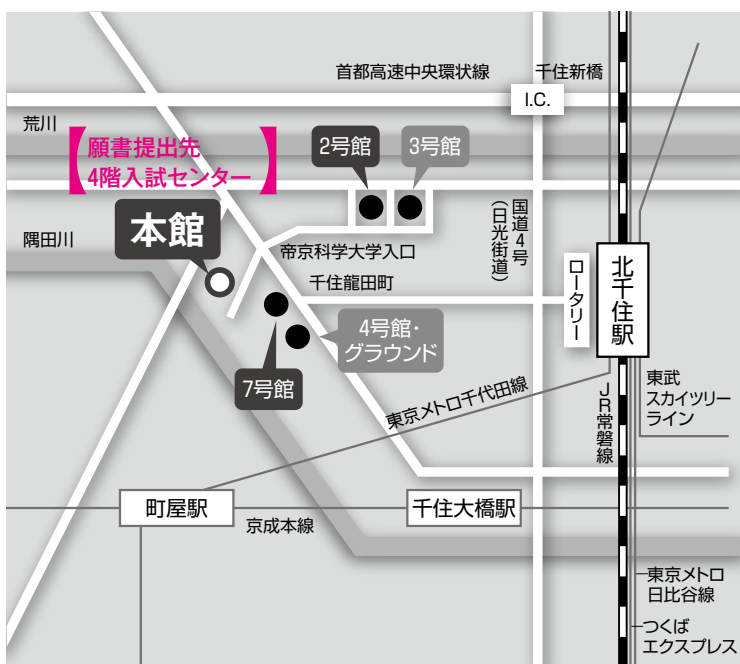 首都高速中央環状線
千住新橋
I.C.
荒川
願書提出先
4階入試センター
2号館
3号館
本館
国道4号
（日光街道）
隅田川
帝京科学大学入口
千住龍田町
ロータリー
北千住駅
4号館・
グラウンド
7号館
東京メトロ千代田線
JR常磐線
東武
スカイツリー
ライン
町屋駅
千住大橋駅
京成本線
東京メトロ
日比谷線
つくば
エクスプレス